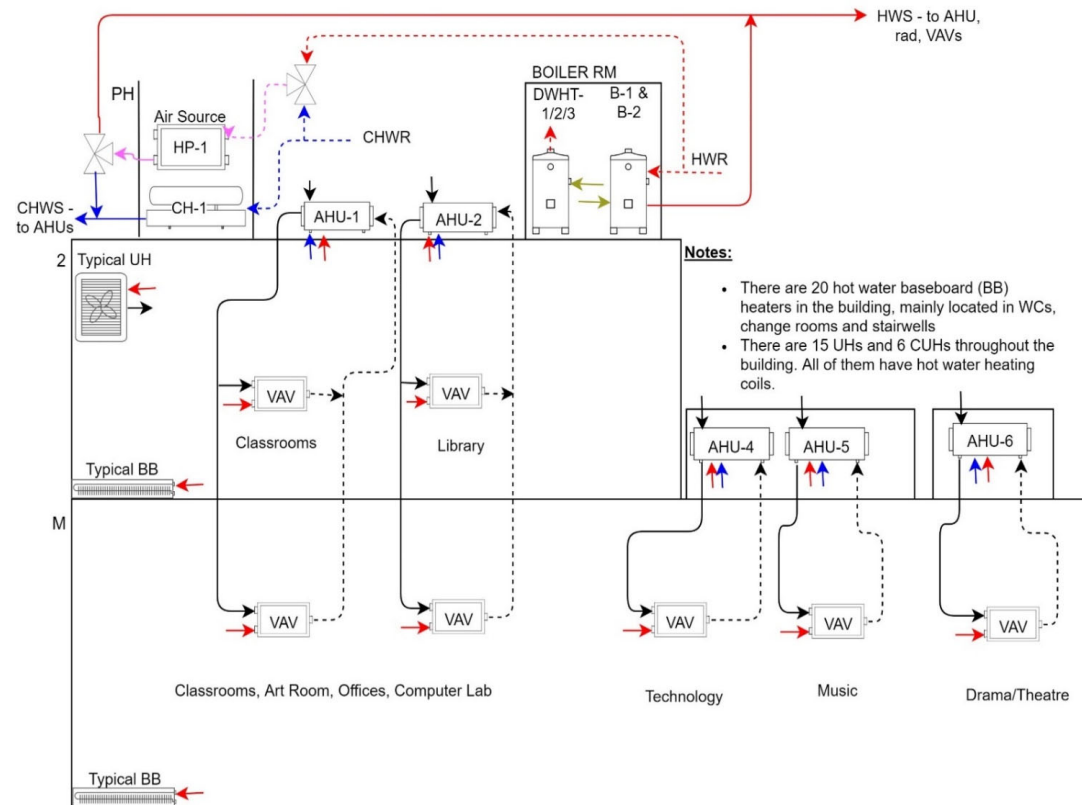 HWS - to AHU,
rad, VAVs
PH
BOILER RM
DWHT-
1/2/3
B-1 &
B-2
Air Source
HP-1
CHWR
HWR
CHWS -
to AHUs
CH-1
AHU-1
AHU-2
2
Typical UH
Notes:
• There are 20 hot water baseboard (BB)
heaters in the building, mainly located in WCs,
change rooms and stairwells
• There are 15 UHs and 6 CUHs throughout the
building. All of them have hot water heating
coils.
VAV
VAV
Classrooms
Library
AHU-4
AHU-5
AHU-6
Typical BB
M
VAV
VAV
VAV
VAV
VAV
Classrooms, Art Room, Offices, Computer Lab
Technology
Music
Drama/Theatre
Typical BB